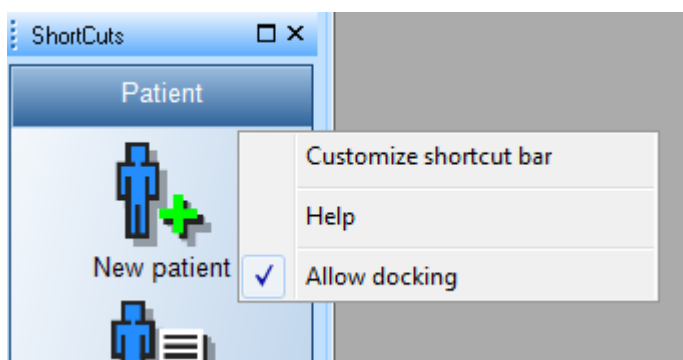 ShortCuts
Patient
New patient
Customize shortcut bar
Help
Allow docking